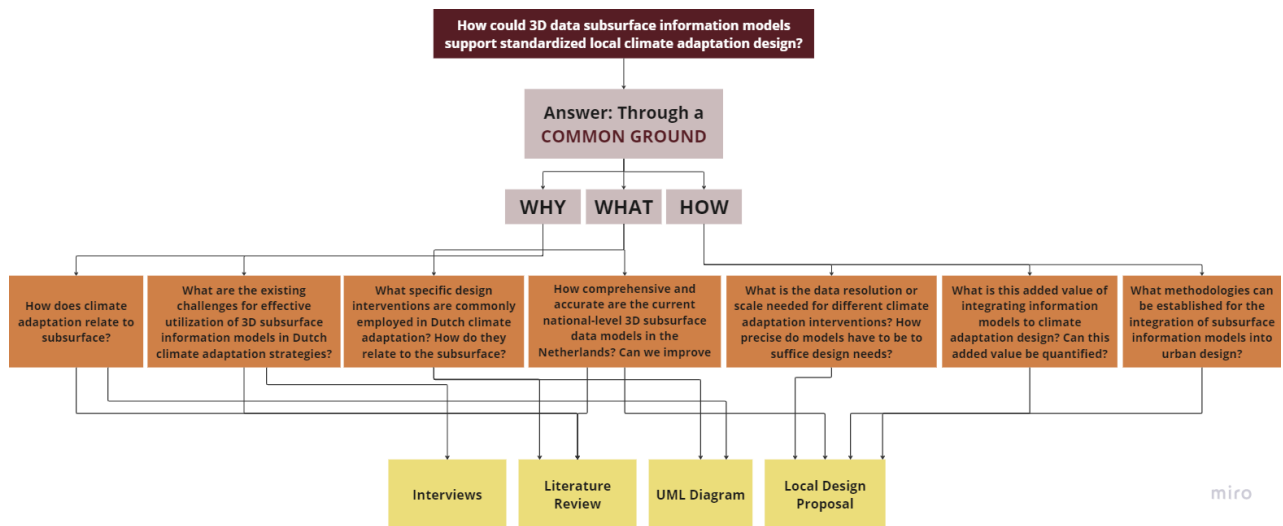 How could 3D data subsurface information models
support standardized local climate adaptation design?
Answer: Through a
COMMON GROUND
WHY
WHAT
HOW
How does climate
adaptation relate to
subsurface?
What are the existing
challenges for effective
utilization of 3D subsurface
information models in Dutch
climate adaptation strategies?
What specific design
interventions are commonly
employed in Dutch climate
adaptation? How do they
relate to the subsurface?
How comprehensive and
accurate are the current
national-level 3D subsurface
data models in the
Netherlands? Can we improve
What is the data resolution or
scale needed for different climate
adaptation interventions? How
precise do models have to be to
suffice design needs?
What is this added value of
integrating information
models to climate
adaptation design? Can this
added value be quantified?
What methodologies can
be established for the
integration of subsurface
information models into
urban design?
Interviews
Literature
Review
UML Diagram
Local Design
Proposal
miro